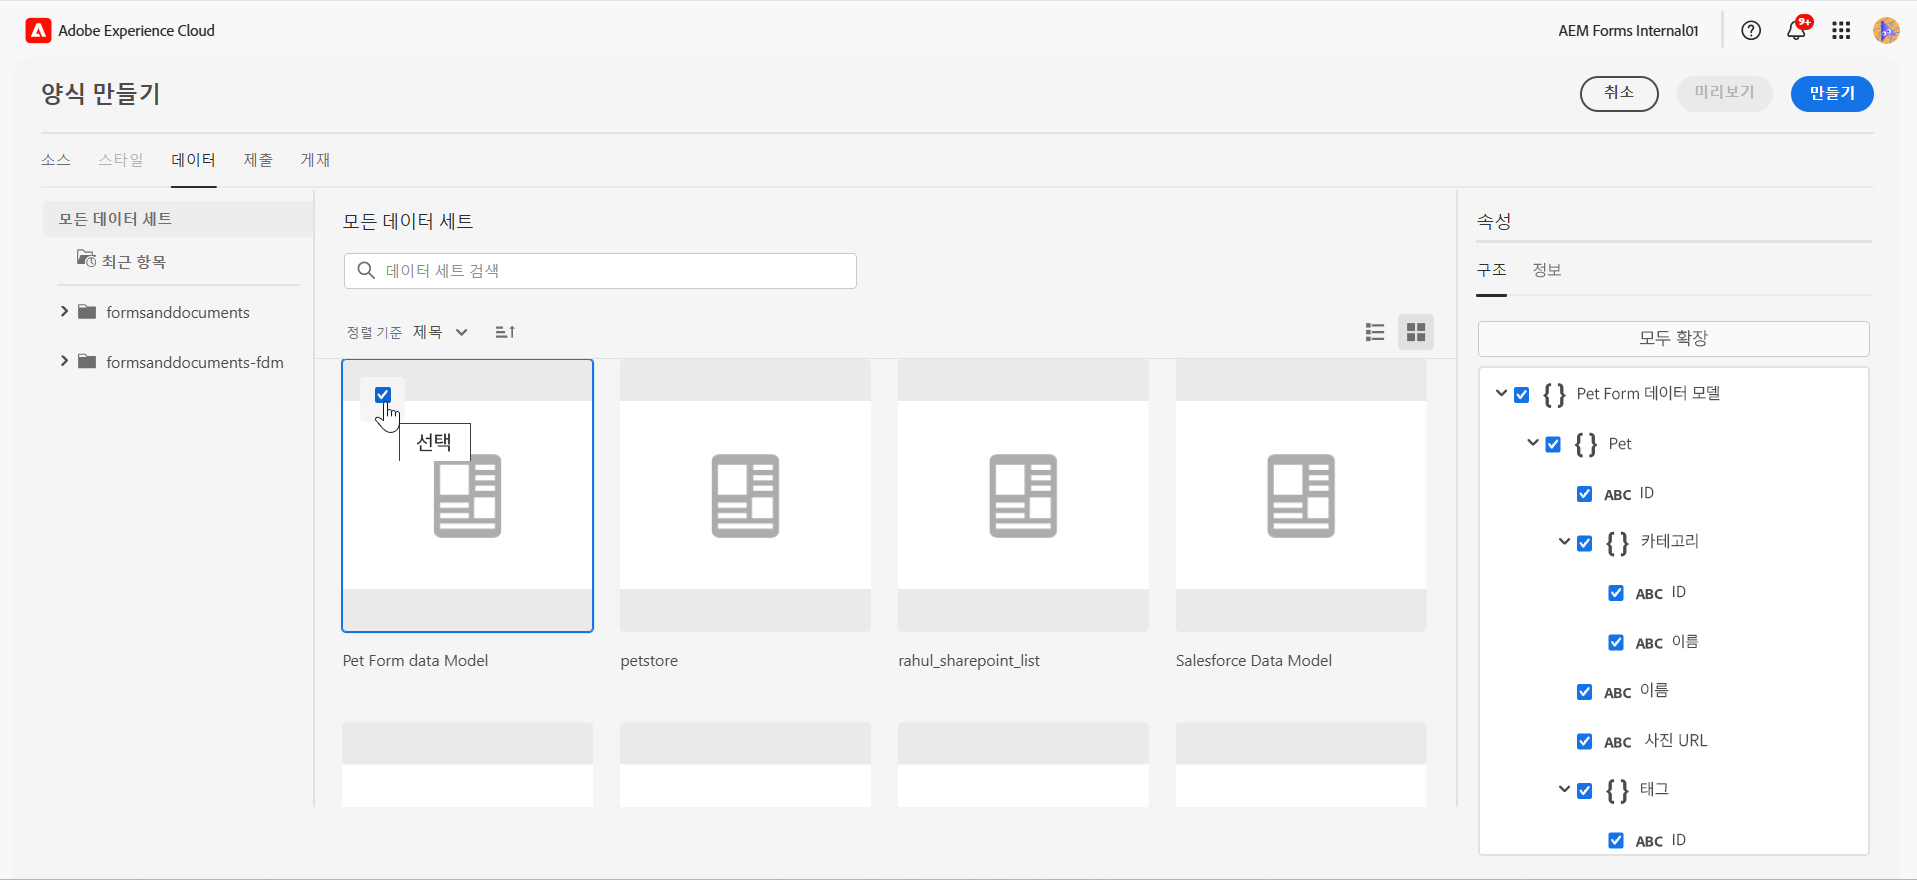 Adobe Experience Cloud
AEM Forms Internal01
9+
양식 만들기
취소
미리보기
만들기
소스
스타일
데이터
제출
게재
모든 데이터 세트
최근 항목
formsanddocuments
formsanddocuments-fdm
모든 데이터 세트
데이터 세트 검색
정렬 기준 제목
선택
Pet Form data Model
petstore
rahul_sharepoint_list
Salesforce Data Model
속성
구조
정보
모두 확장
{ } Pet Form 데이터 모델
{ } Pet
ABC ID
{ } 카테고리
ABC ID
ABC 이름
ABC 이름
ABC 사진 URL
{ } 태그
ABC ID